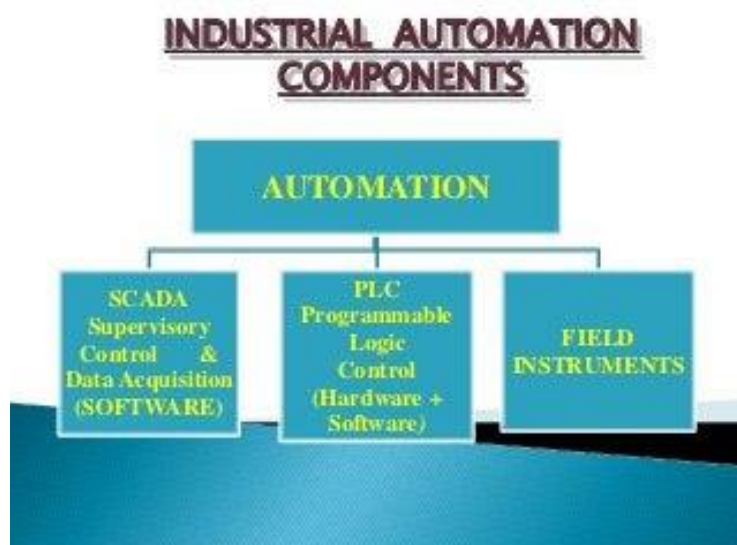 INDUSTRIAL AUTOMATION
COMPONENTS
AUTOMATION
SCADA
Supervisory
Control &
Data Acquisition
(SOFTWARE)
PLC
Programmable
Logic
Control
(Hardware +
Software)
FIELD
INSTRUMENTS